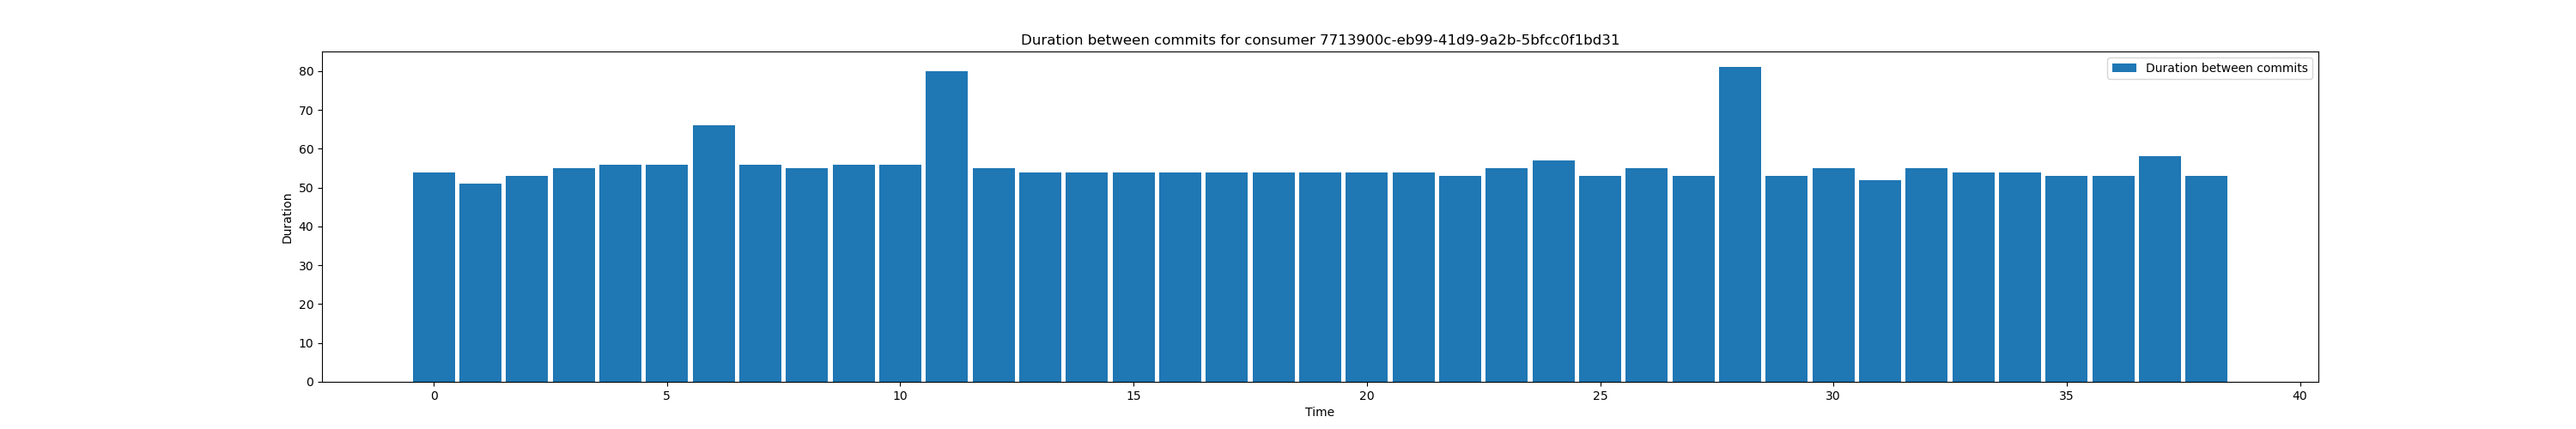 Duration between commits for consumer 7713900c-eb99-41d9-9a2b-5bfcc0f1bd31
Duration between commits
80
70
60
50
40
30
20
10
0
Duration
0 5 10 15 20 25 30 35 40
Time